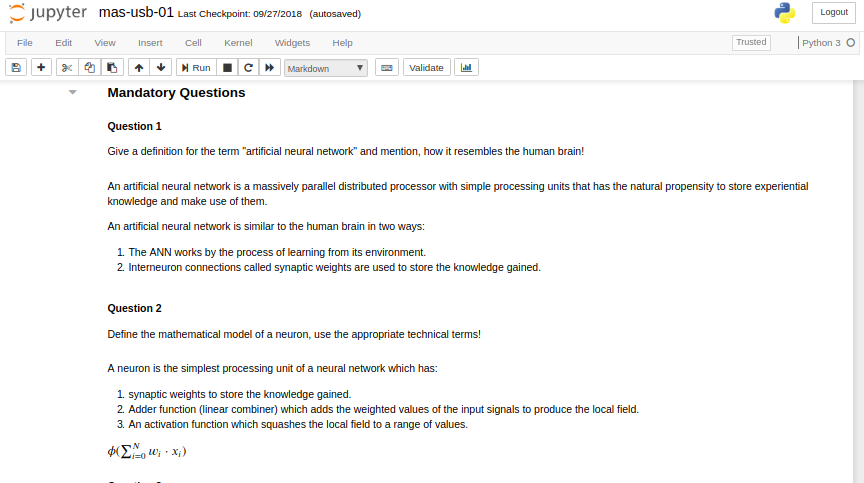 jupyter mas-usb-01 Last Checkpoint: 09/27/2018 (autosaved)
Logout
File Edit View Insert Cell Kernel Widgets Help
Trusted
Python 3
Run
Markdown
Validate
Mandatory Questions
Question 1
Give a definition for the term "artificial neural network" and mention, how it resembles the human brain!
An artificial neural network is a massively parallel distributed processor with simple processing units that has the natural propensity to store experiential
knowledge and make use of them.
An artificial neural network is similar to the human brain in two ways:
1. The ANN works by the process of learning from its environment.
2. Interneuron connections called synaptic weights are used to store the knowledge gained.
Question 2
Define the mathematical model of a neuron, use the appropriate technical terms!
A neuron is the simplest processing unit of a neural network which has:
1. synaptic weights to store the knowledge gained.
2. Adder function (linear combiner) which adds the weighted values of the input signals to produce the local field.
3. An activation function which squashes the local field to a range of values.
ϕ(∑_{i=0}^{N} w_i · x_i)